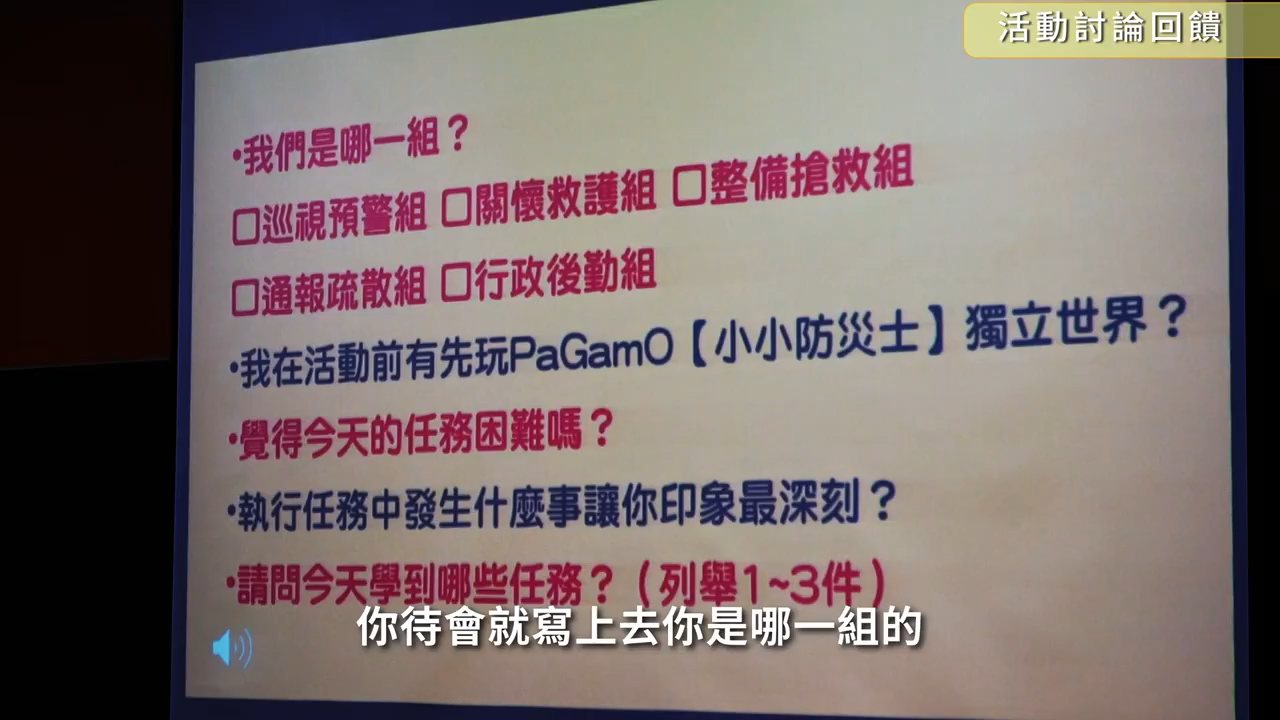 活動討論回饋
•我們是哪一組？
□巡視預警組 □關懷救護組 □整備搶救組
□通報疏散組 □行政後勤組
•我在活動前有先玩PaGamO【小小防災士】獨立世界？
•覺得今天的任務困難嗎？
•執行任務中發生什麼事讓你印象最深刻？
•請問今天學到哪些任務？（列舉1~3件）
你待會就寫上去你是哪一組的